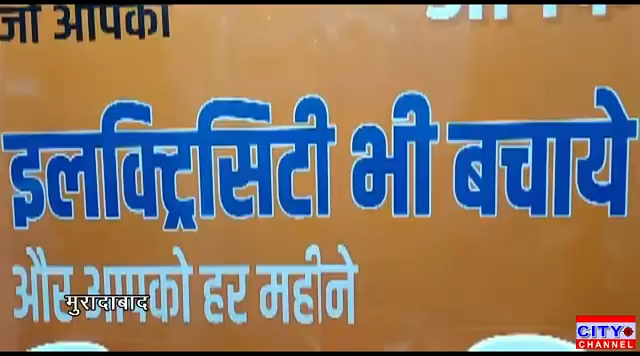 जो आपको
इलक्ट्रिसिटी भी बचाये
और आपको हर महीने
मुरादाबाद
CITY
CHANNEL